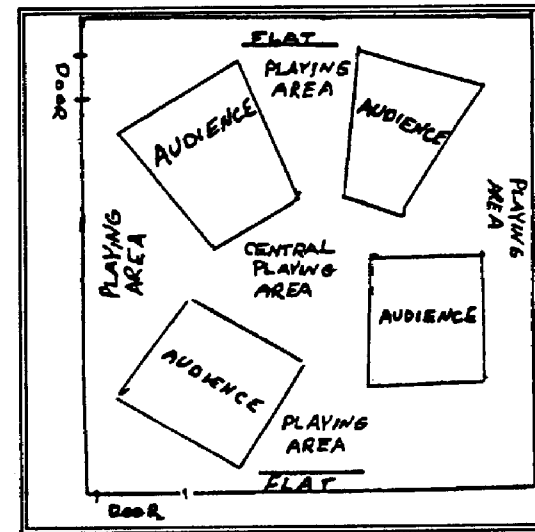 FLAT
PLAYING
AREA
DOOR
AUDIENCE
AUDIENCE
PLAYING
AREA
PLAYING
AREA
CENTRAL
PLAYING
AREA
AUDIENCE
AUDIENCE
PLAYING
AREA
FLAT
DOOR